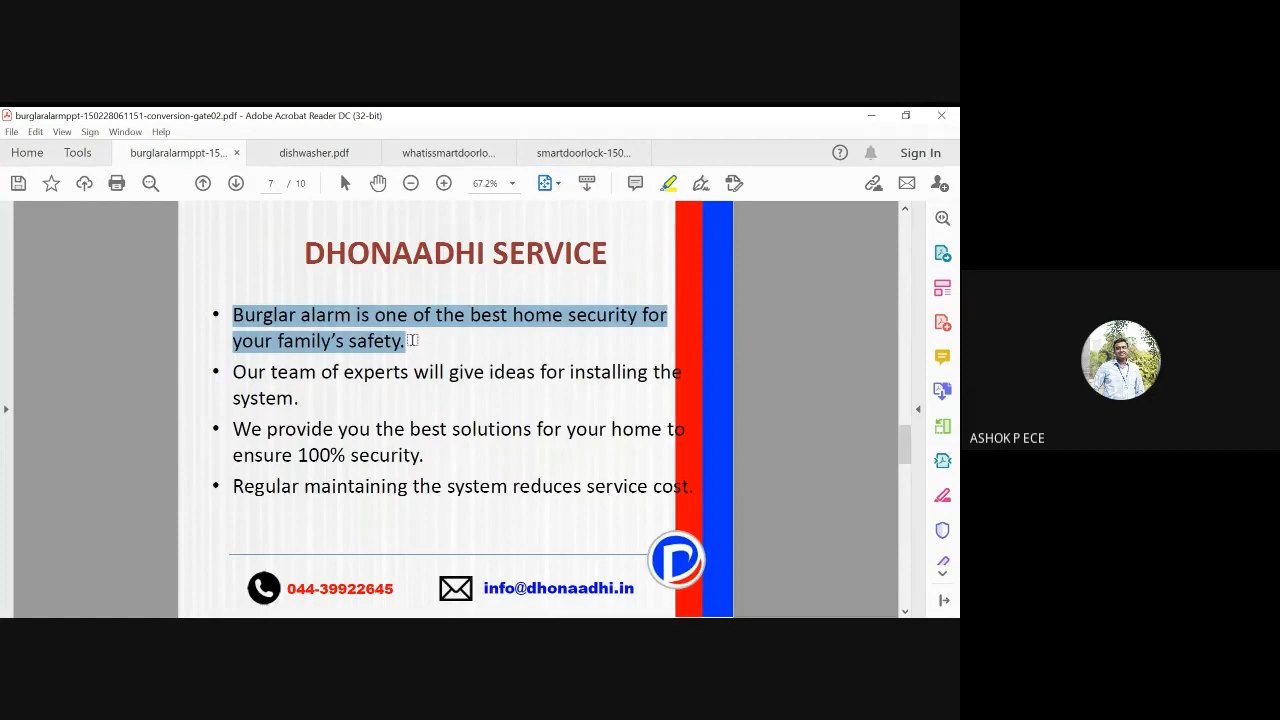 burglaralarmppt-150228061151-conversion-gate02.pdf - Adobe Acrobat Reader DC (32-bit)
File Edit View Sign Window Help
Home Tools burglaralarmppt-15... × dishwasher.pdf whatissmartdoorlo... smartdoorlock-150... Sign In
7 / 10 67.2%
DHONAADHI SERVICE
• Burglar alarm is one of the best home security for
your family’s safety.
• Our team of experts will give ideas for installing the
system.
• We provide you the best solutions for your home to
ensure 100% security.
• Regular maintaining the system reduces service cost.
044-39922645 info@dhonaadhi.in
ASHOK P ECE